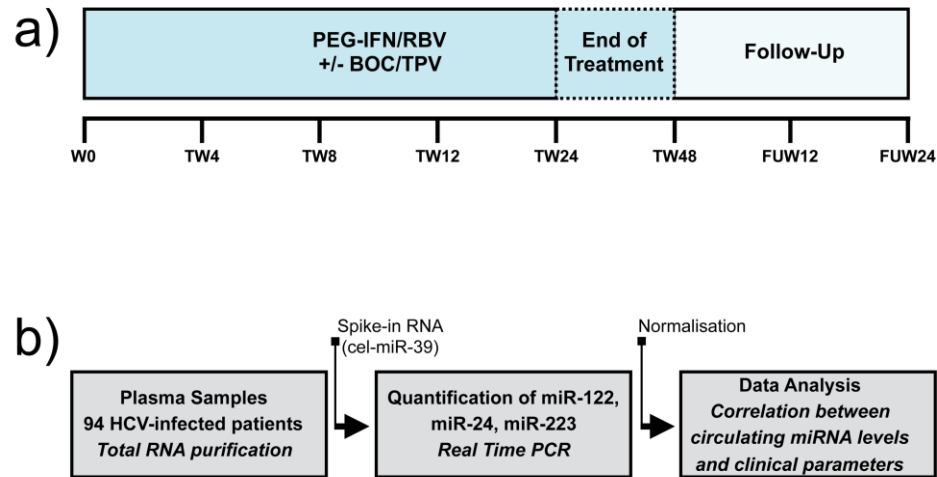 a)
PEG-IFN/RBV
+/- BOC/TPV
End of
Treatment
Follow-Up
W0
TW4
TW8
TW12
TW24
TW48
FUW12
FUW24
b)
Spike-in RNA
(cel-miR-39)
Normalisation
Plasma Samples
94 HCV-infected patients
Total RNA purification
Quantification of miR-122,
miR-24, miR-223
Real Time PCR
Data Analysis
Correlation between
circulating miRNA levels
and clinical parameters